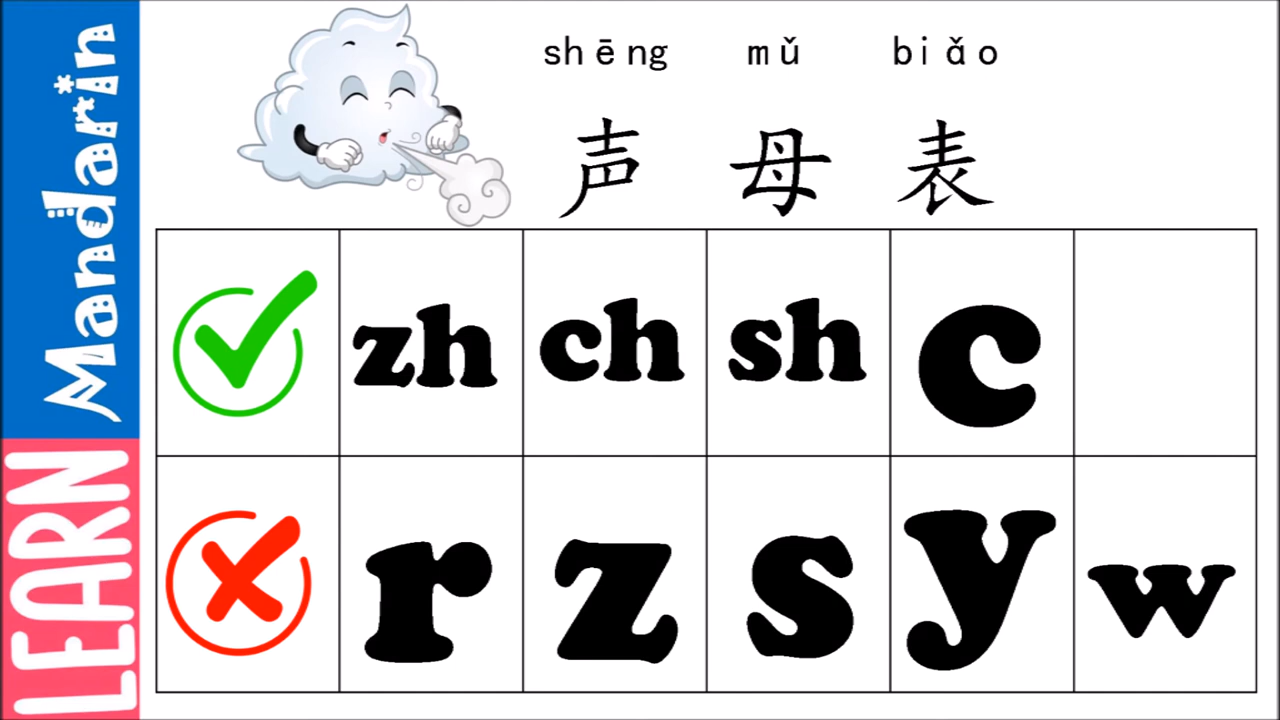 LEARN Mandarin
shēng mǔ biǎo
声 母 表
zh ch sh c
r z s y w